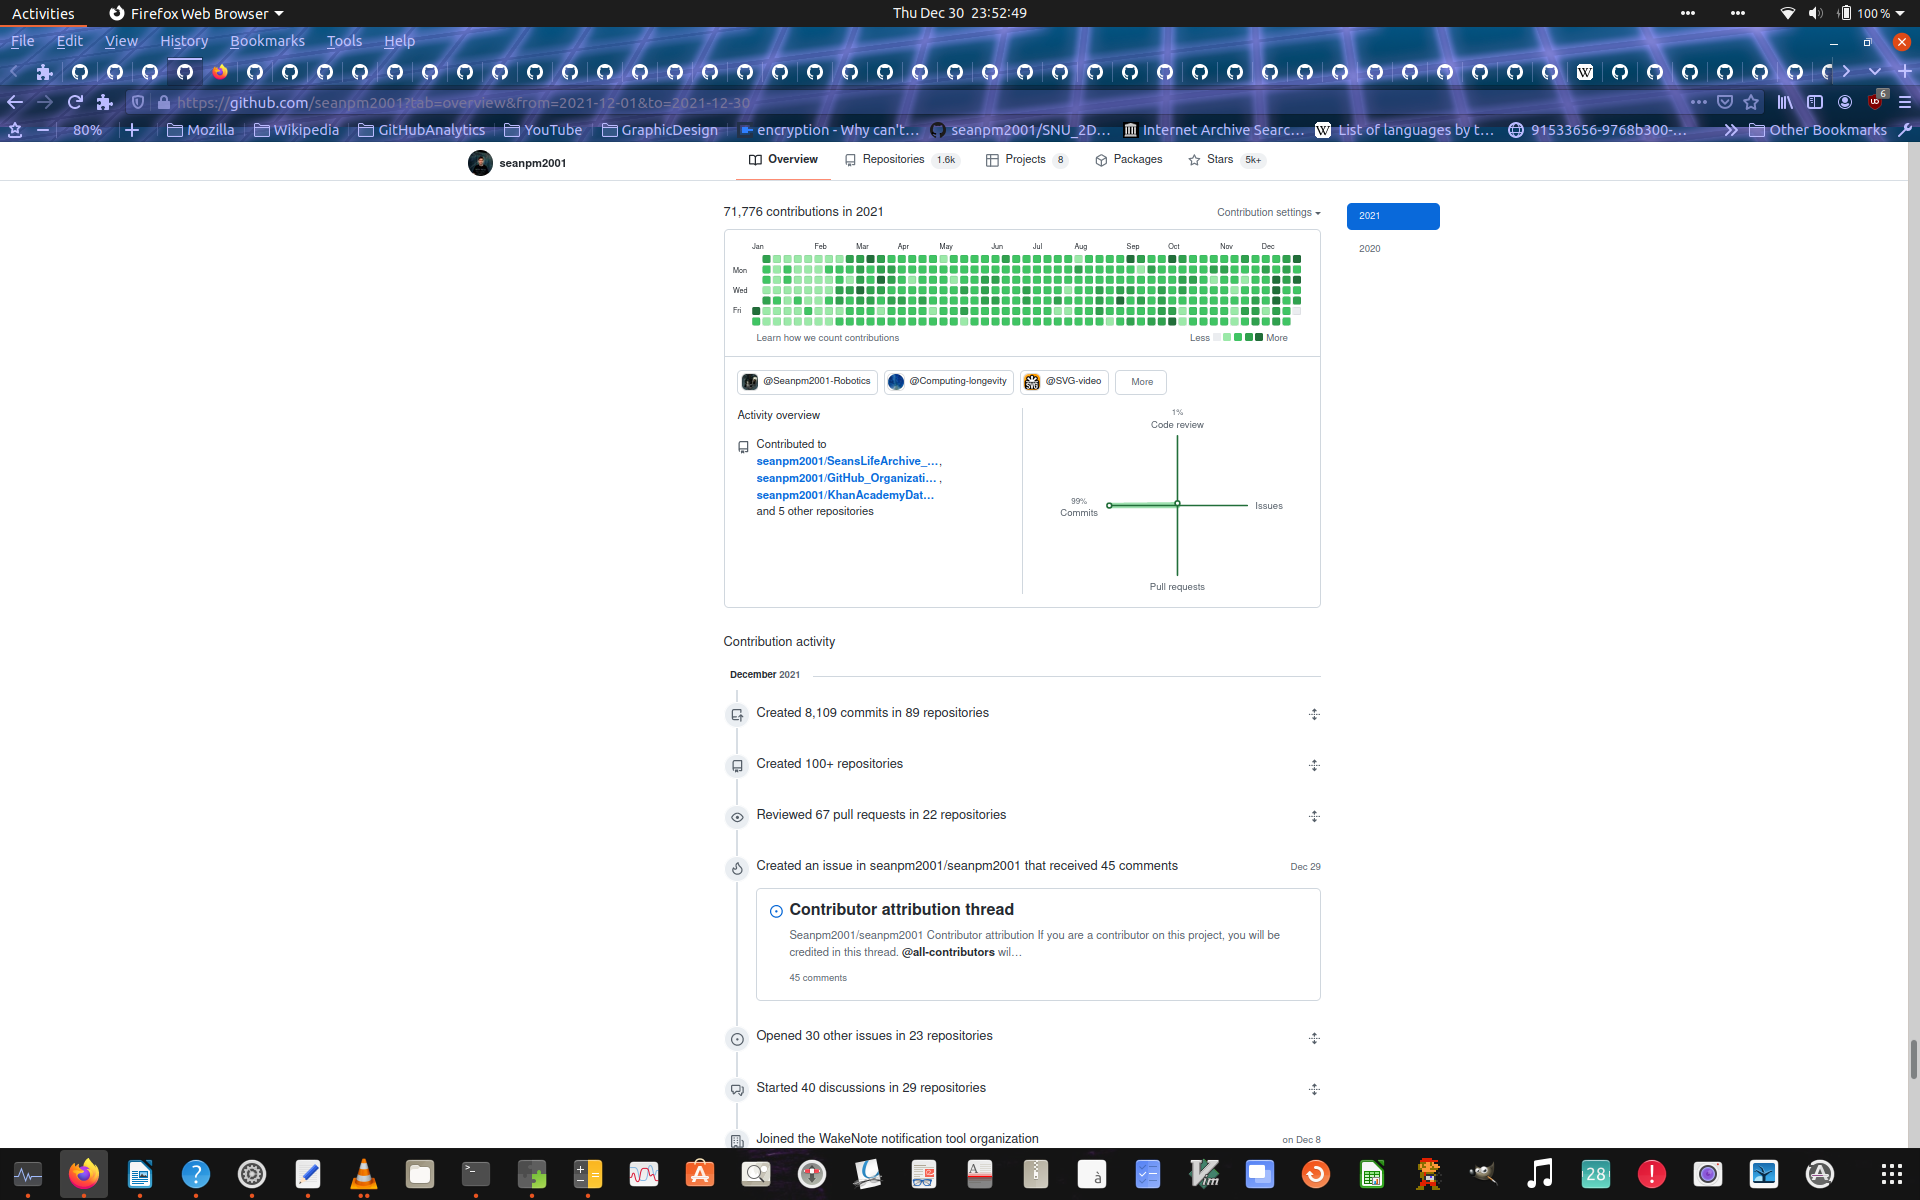 Activities
Firefox Web Browser
Thu Dec 30 23:52:49
100 %
File Edit View History Bookmarks Tools Help
https://github.com/seanpm2001?tab=overview&from=2021-12-01&to=2021-12-30
6
80%
Mozilla
Wikipedia
GitHubAnalytics
YouTube
GraphicDesign
encryption - Why can't…
seanpm2001/SNU_2D…
Internet Archive Searc…
List of languages by t…
91533656-9768b300-…
Other Bookmarks
seanpm2001
Overview
Repositories 1.6k
Projects 8
Packages
Stars 5k+
71,776 contributions in 2021
Contribution settings
2021
2020
Jan Feb Mar Apr May Jun Jul Aug Sep Oct Nov Dec
Mon
Wed
Fri
Learn how we count contributions
Less More
@Seanpm2001-Robotics
@Computing-longevity
@SVG-video
More
Activity overview
Contributed to
seanpm2001/SeansLifeArchive_…,
seanpm2001/GitHub_Organizati… ,
seanpm2001/KhanAcademyDat…
and 5 other repositories
1%
Code review
99%
Commits
Issues
Pull requests
Contribution activity
December 2021
Created 8,109 commits in 89 repositories
Created 100+ repositories
Reviewed 67 pull requests in 22 repositories
Created an issue in seanpm2001/seanpm2001 that received 45 comments
Dec 29
Contributor attribution thread
Seanpm2001/seanpm2001 Contributor attribution If you are a contributor on this project, you will be
credited in this thread. @all-contributors wil…
45 comments
Opened 30 other issues in 23 repositories
Started 40 discussions in 29 repositories
Joined the WakeNote notification tool organization
on Dec 8
28